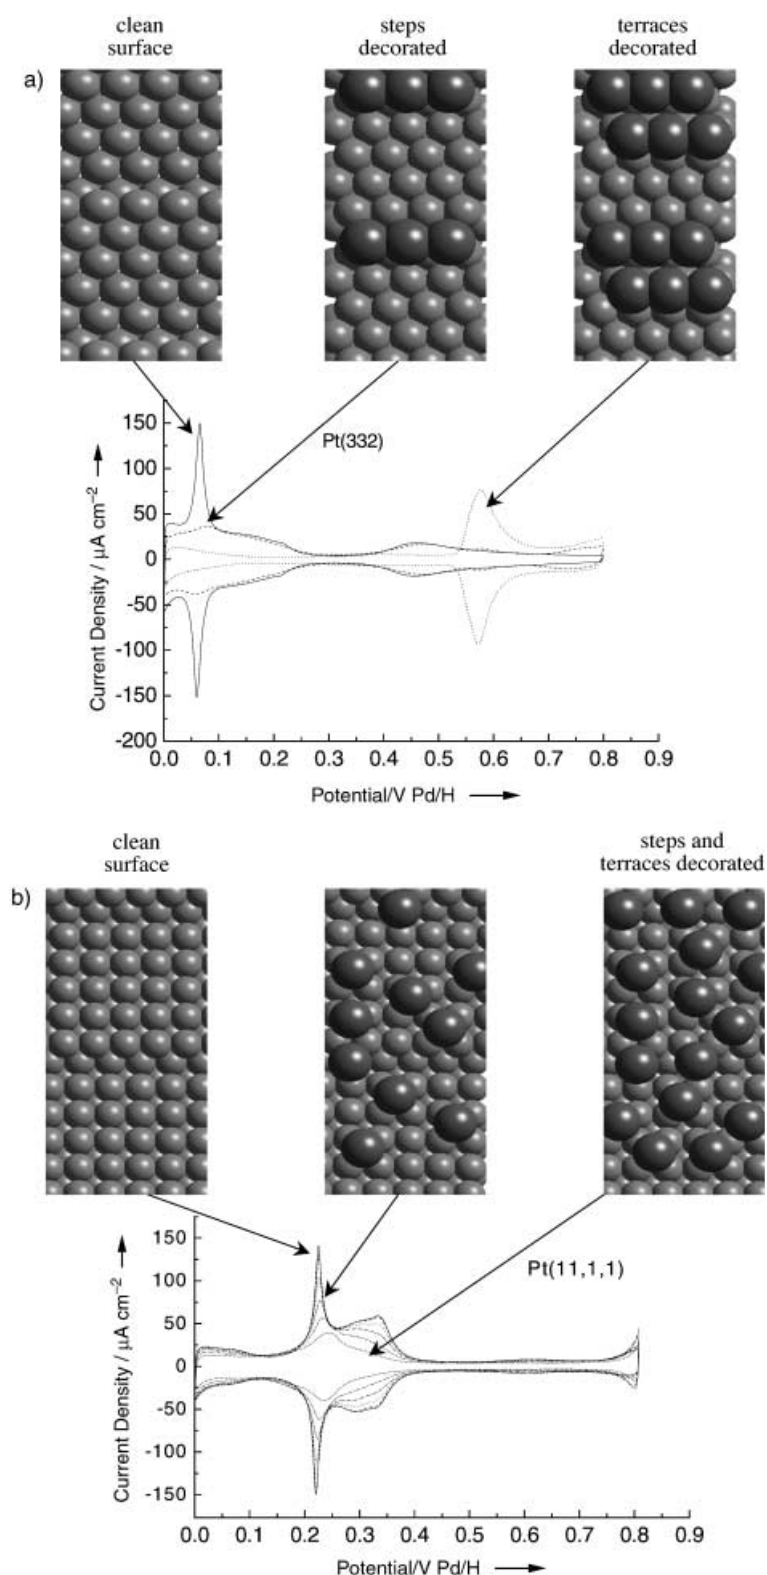 clean
surface
steps
decorated
terraces
decorated
a)
Pt(332)
150
100
50
0
-50
-100
-150
-200
Current Density / μA cm−2
0.0 0.1 0.2 0.3 0.4 0.5 0.6 0.7 0.8 0.9
Potential/V Pd/H
clean
surface
steps and
terraces decorated
b)
Pt(11,1,1)
150
100
50
0
-50
-100
-150
Current Density / μA cm−2
0.0 0.1 0.2 0.3 0.4 0.5 0.6 0.7 0.8 0.9
Potential/V Pd/H